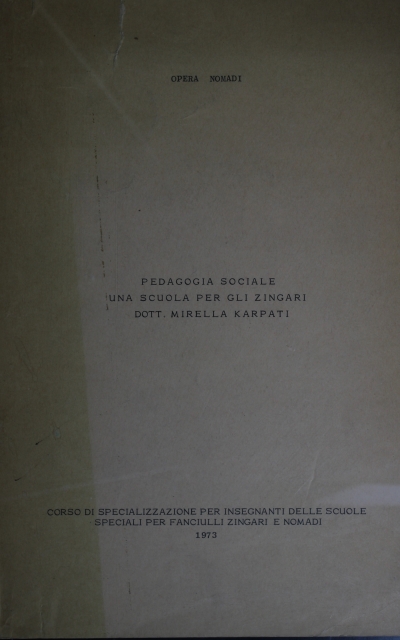 OPERA NOMADI
PEDAGOGIA SOCIALE
UNA SCUOLA PER GLI ZINGARI
DOTT. MIRELLA KARPATI
CORSO DI SPECIALIZZAZIONE PER INSEGNANTI DELLE SCUOLE
SPECIALI PER FANCIULLI ZINGARI E NOMADI
1973